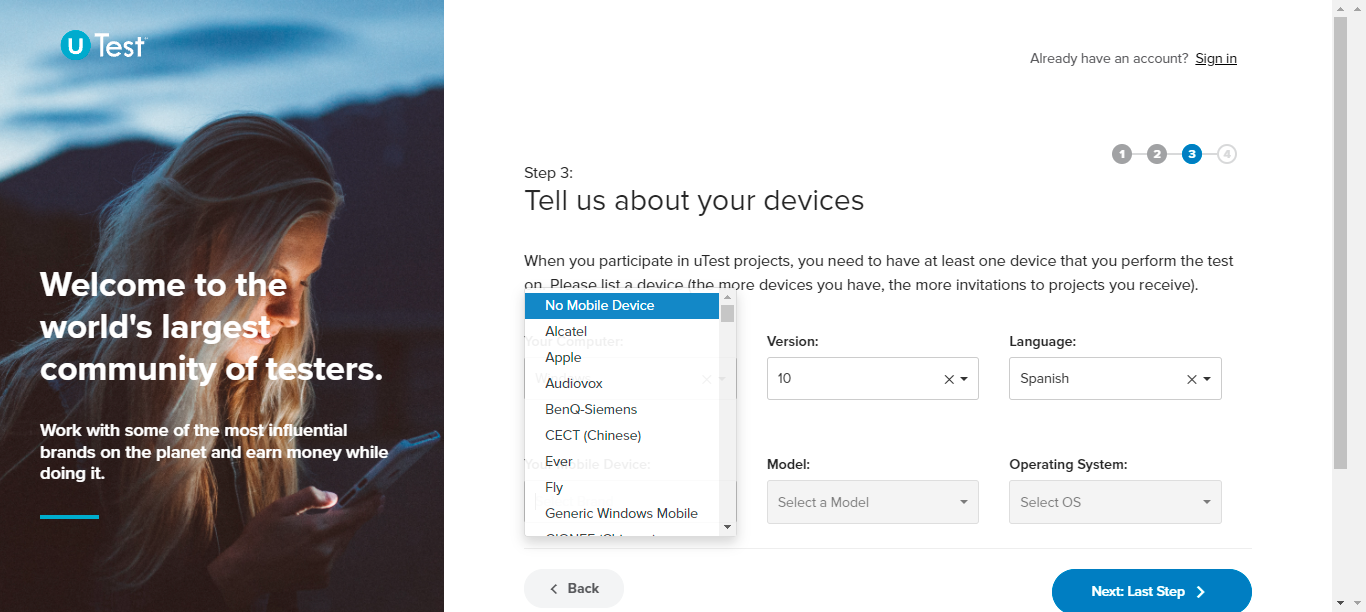 uTest
Already have an account? Sign in
1 2 3 4
Step 3:
Tell us about your devices
When you participate in uTest projects, you need to have at least one device that you perform the test
on. Please list a device (the more devices you have, the more invitations to projects you receive).
Welcome to the
world's largest
community of testers.
Work with some of the most influential
brands on the planet and earn money while
doing it.
No Mobile Device
Alcatel
Apple
Audiovox
BenQ-Siemens
CECT (Chinese)
Ever
Fly
Generic Windows Mobile
Your Computer:
Version:
10
Language:
Spanish
Your Mobile Device:
Model:
Select a Model
Operating System:
Select OS
Back
Next: Last Step